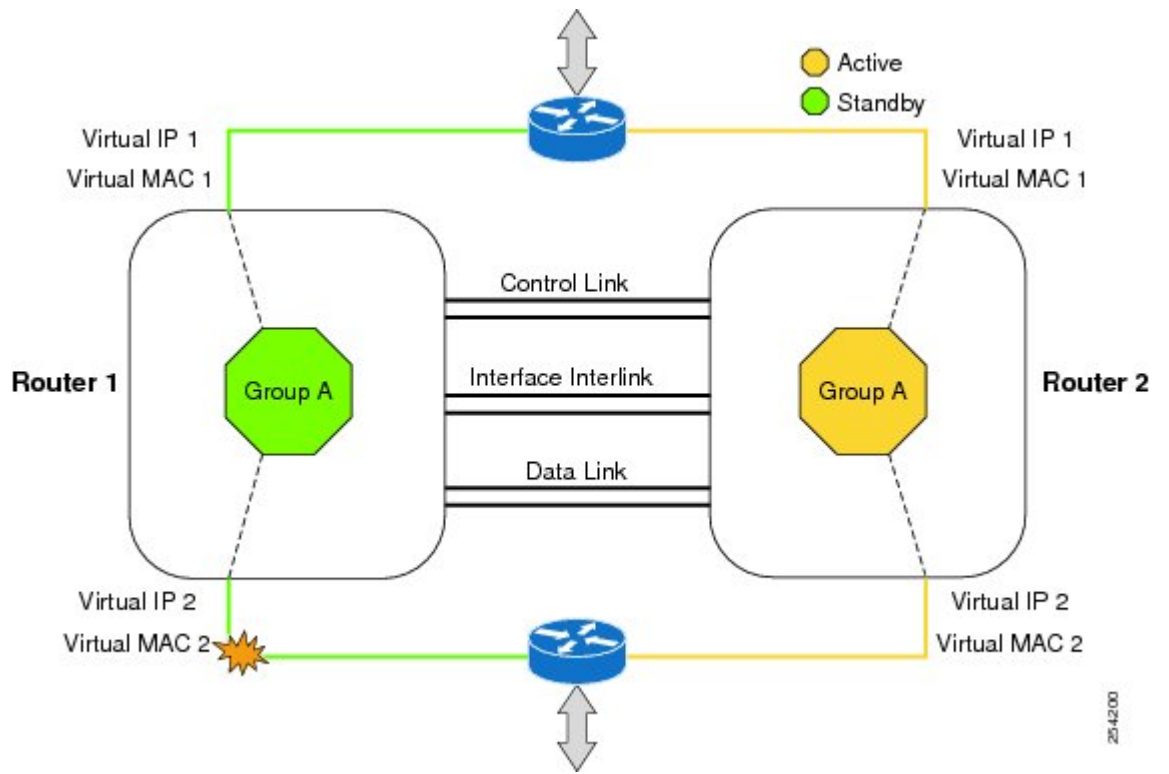 Active
Standby
Virtual IP 1
Virtual MAC 1
Virtual IP 1
Virtual MAC 1
Control Link
Router 1
Group A
Interface Interlink
Group A
Router 2
Data Link
Virtual IP 2
Virtual MAC 2
Virtual IP 2
Virtual MAC 2
254200